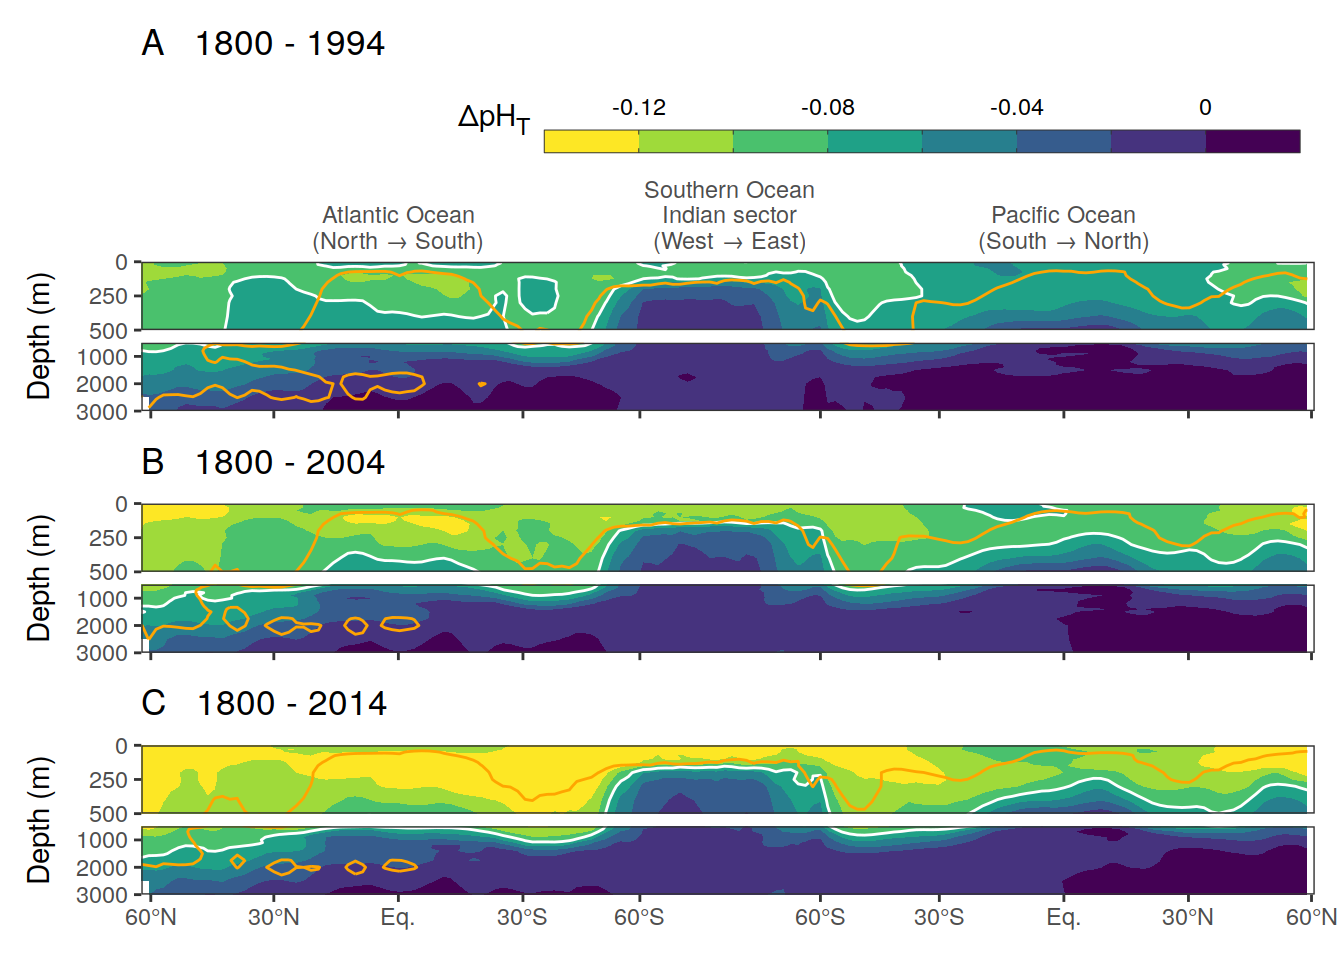 A 1800 - 1994
ΔpH_T
-0.12 -0.08 -0.04 0
Atlantic Ocean
(North → South)
Southern Ocean
Indian sector
(West → East)
Pacific Ocean
(South → North)
Depth (m)
0
250
500
1000
2000
3000
B 1800 - 2004
Depth (m)
0
250
500
1000
2000
3000
C 1800 - 2014
Depth (m)
0
250
500
1000
2000
3000
60°N 30°N Eq. 30°S 60°S 60°S 30°S Eq. 30°N 60°N